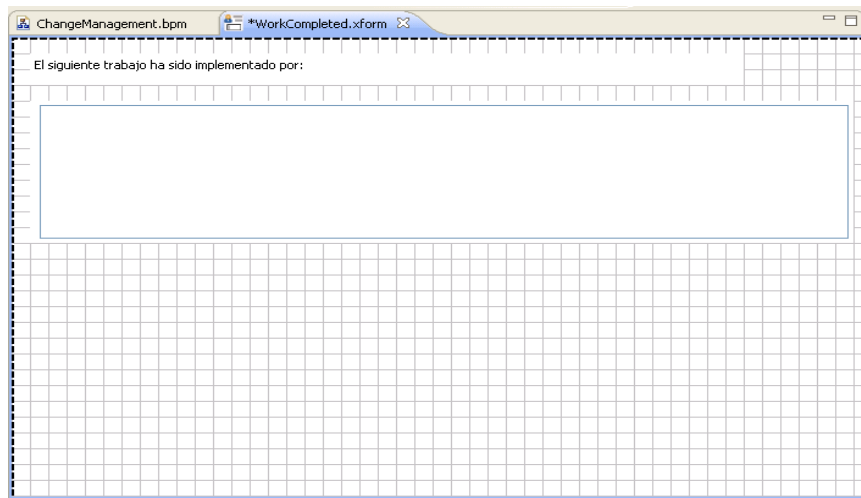 ChangeManagement.bpm
*WorkCompleted.xform
El siguiente trabajo ha sido implementado por: